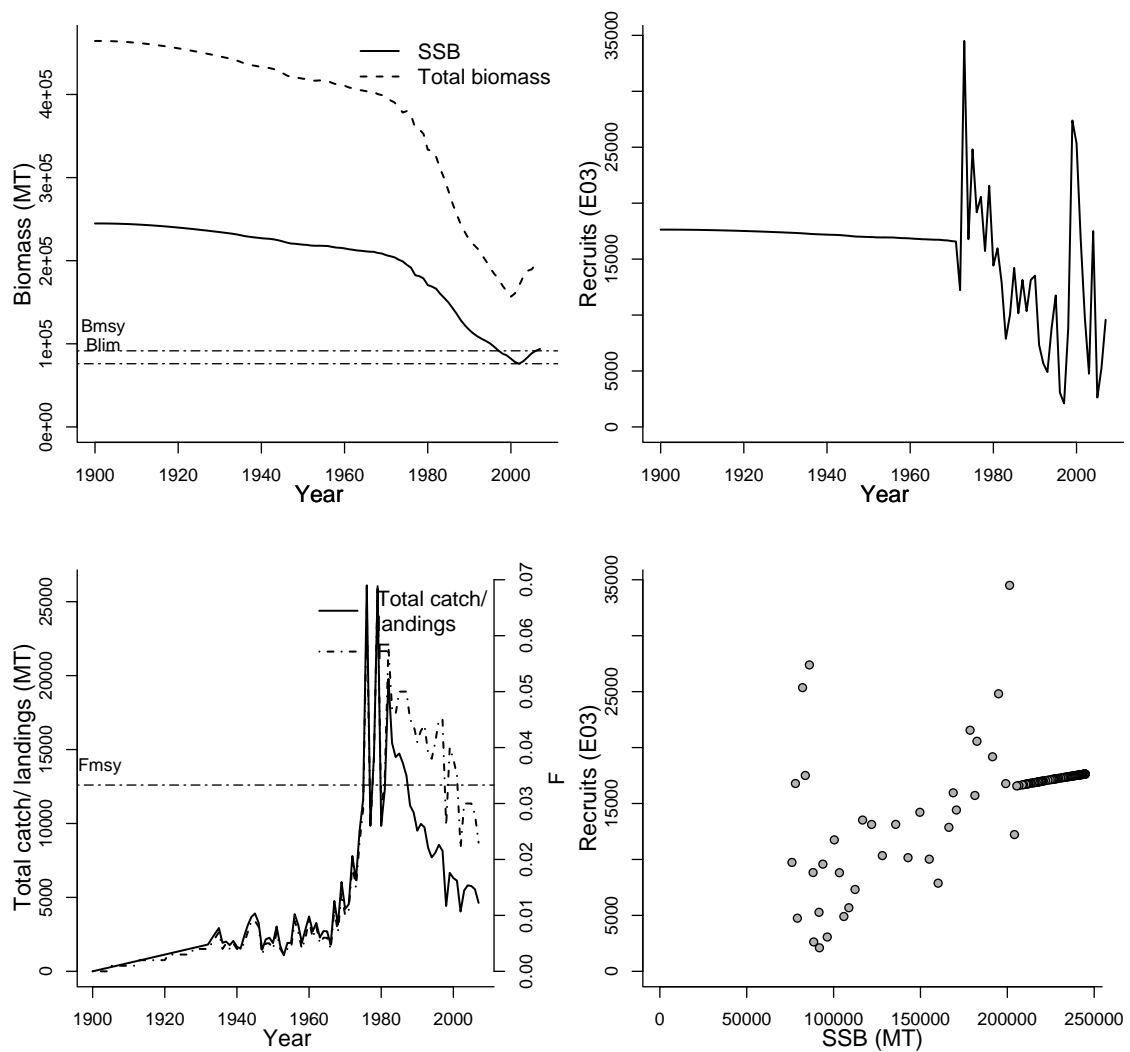 SSB
Total biomass
Biomass (MT)
0e+00
1e+05
2e+05
3e+05
4e+05
Bmsy
Blim
1900
1920
1940
1960
1980
2000
Year
Recruits (E03)
0
5000
15000
25000
35000
1900
1920
1940
1960
1980
2000
Year
Total catch/
landings
F
Total catch/ landings (MT)
0
5000
10000
15000
20000
25000
Fmsy
F
0.00
0.01
0.02
0.03
0.04
0.05
0.06
0.07
1900
1920
1940
1960
1980
2000
Year
Recruits (E03)
0
5000
15000
25000
35000
0
50000
100000
150000
200000
250000
SSB (MT)